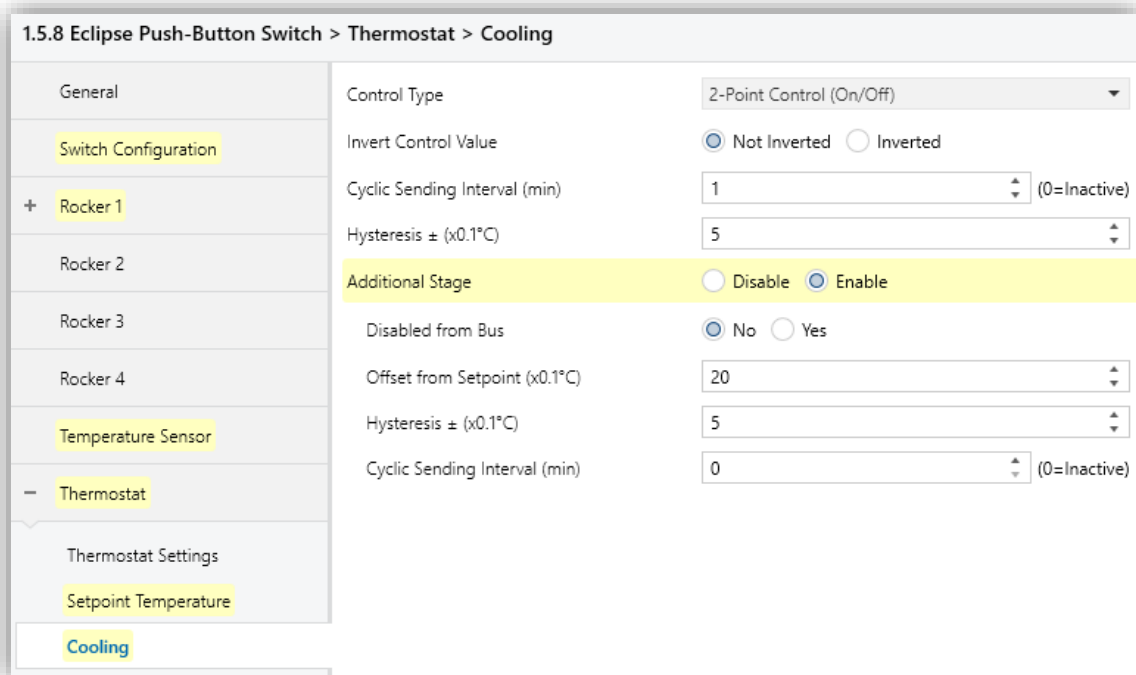 1.5.8 Eclipse Push-Button Switch > Thermostat > Cooling
General
Switch Configuration
+ Rocker 1
Rocker 2
Rocker 3
Rocker 4
Temperature Sensor
− Thermostat
Thermostat Settings
Setpoint Temperature
Cooling
Control Type 2-Point Control (On/Off)
Invert Control Value Not Inverted Inverted
Cyclic Sending Interval (min) 1 (0=Inactive)
Hysteresis ± (x0.1°C) 5
Additional Stage Disable Enable
Disabled from Bus No Yes
Offset from Setpoint (x0.1°C) 20
Hysteresis ± (x0.1°C) 5
Cyclic Sending Interval (min) 0 (0=Inactive)